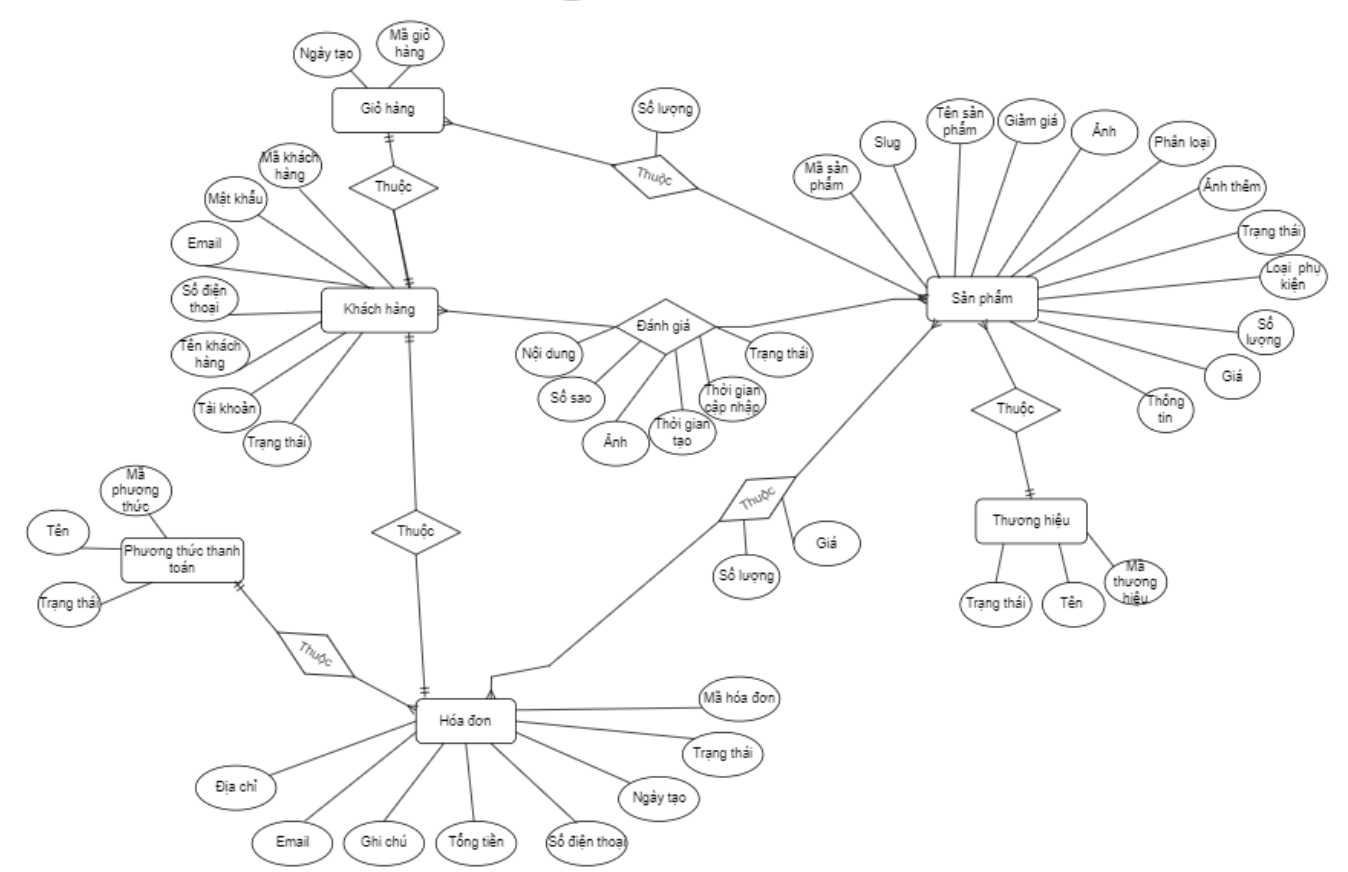 Mã giỏ
hàng
Ngày tạo
Giỏ hàng
Số lượng
Tên sản
phẩm
Giảm giá
Ảnh
Slug
Phân loại
Mã sản
phẩm
Ảnh thêm
Thuộc
Mã khách
hàng
Thuộc
Mật khẩu
Email
Trạng thái
Loại phụ
kiện
Số điện
thoại
Khách hàng
Sản phẩm
Đánh giá
Số
lượng
Tên khách
hàng
Nội dung
Trạng thái
Giá
Số sao
Thời gian
cập nhập
Tài khoản
Thuộc
Thông
tin
Trạng thái
Ảnh
Thời gian
tạo
Mã
phương
thức
Thuộc
Tên
Thuộc
Thương hiệu
Phương thức thanh
toán
Giá
Số lượng
Mã
thương
hiệu
Trạng thái
Trạng thái
Tên
Thuộc
Mã hóa đơn
Hóa đơn
Trạng thái
Địa chỉ
Ngày tạo
Email
Ghi chú
Tổng tiền
Số điện thoại